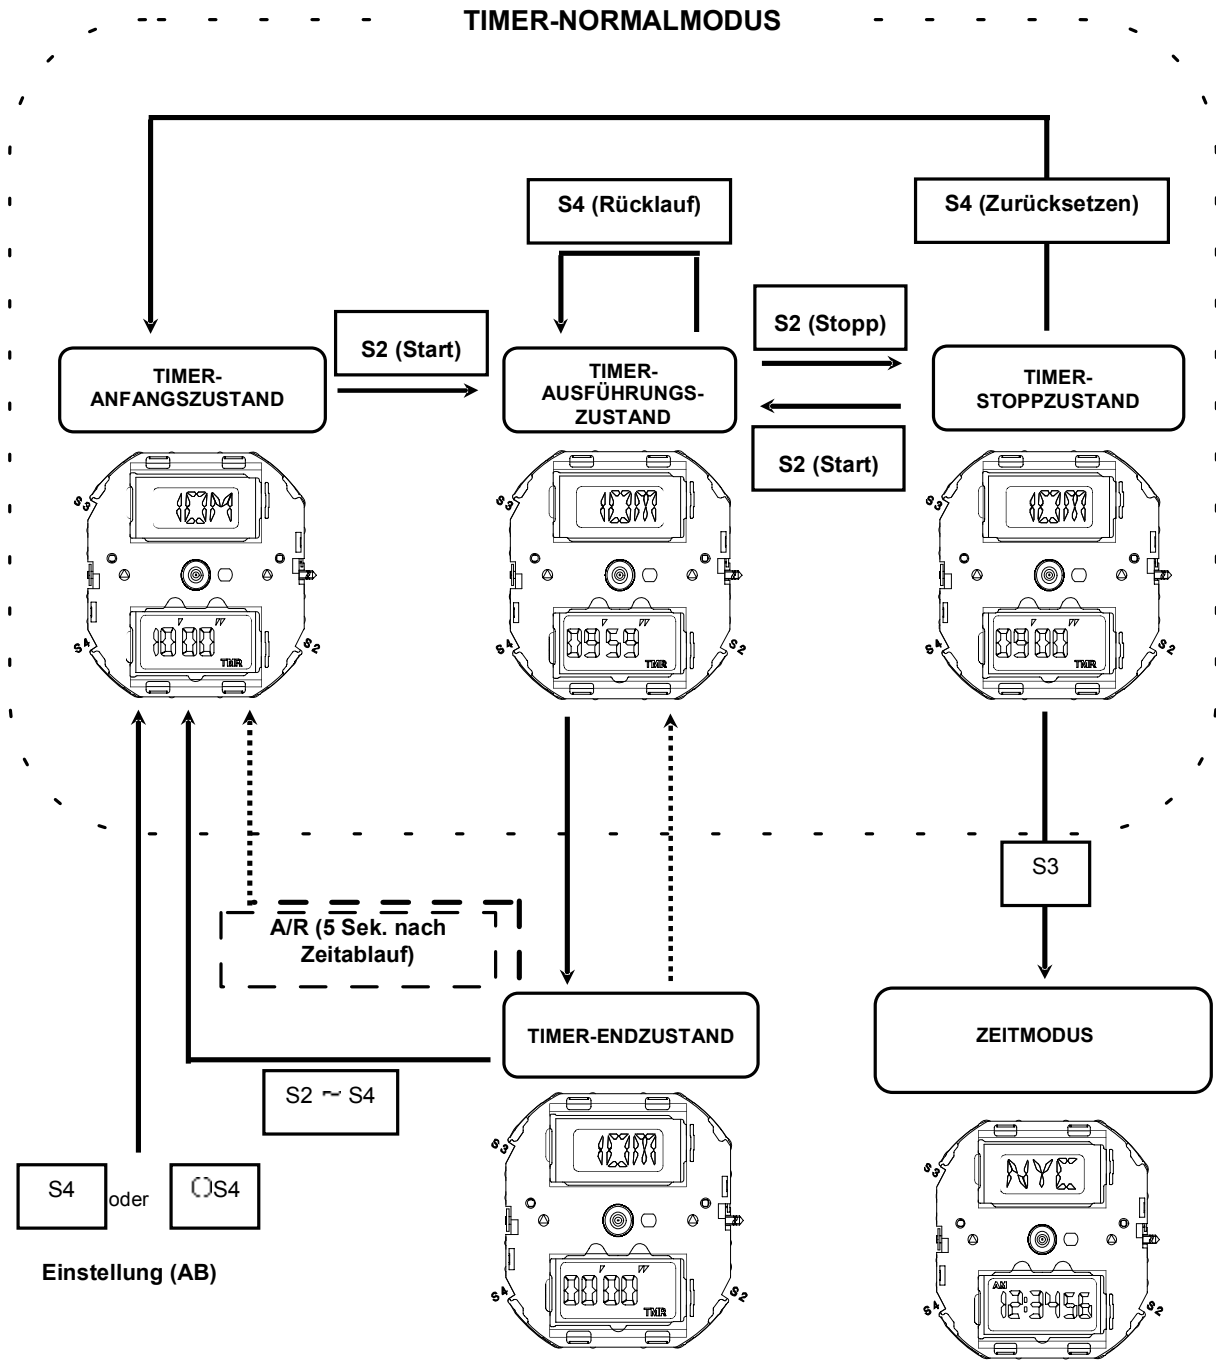 TIMER-NORMALMODUS
S4 (Rücklauf)
S4 (Zurücksetzen)
S2 (Start)
S2 (Stopp)
TIMER-
ANFANGSZUSTAND
TIMER-
AUSFÜHRUNGS-
ZUSTAND
TIMER-
STOPPZUSTAND
S2 (Start)
S3
10M
S4
10 00
TMR
S2
S3
10M
S4
09 59
TMR
S2
S3
10M
S4
09 00
TMR
S2
S3
A/R (5 Sek. nach
Zeitablauf)
TIMER-ENDZUSTAND
ZEITMODUS
S2 ~ S4
S4 oder ()S4
Einstellung (AB)
S3
10M
S4
00 00
TMR
S2
S3
NYC
S4
AM
12:34 56
S2